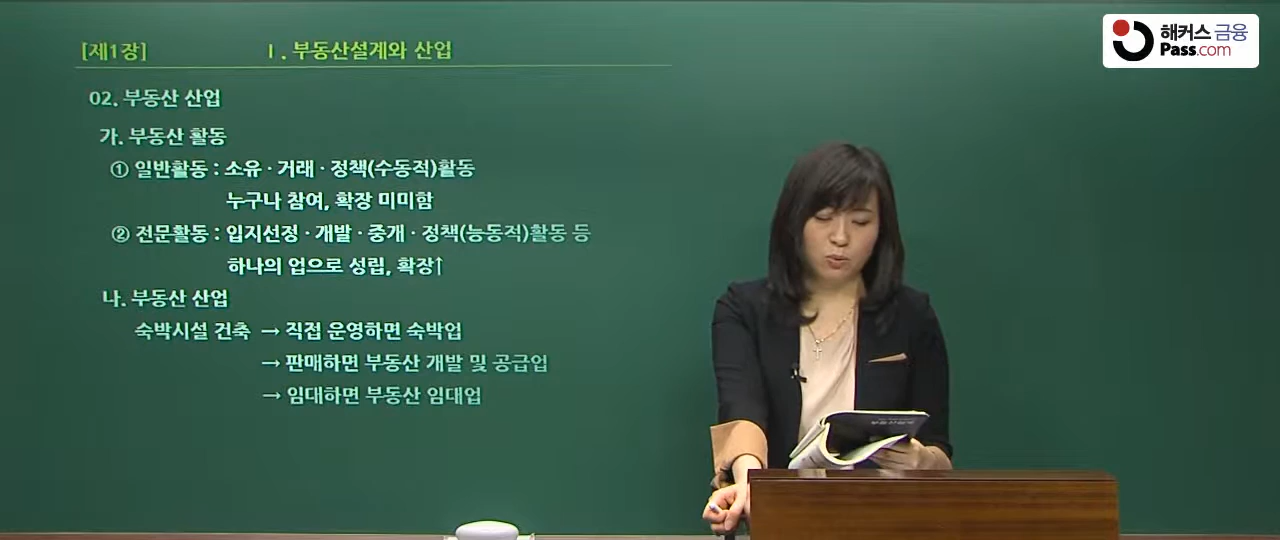 [제1장] Ⅰ. 부동산설계와 산업
해커스 금융
Pass.com
02. 부동산 산업
가. 부동산 활동
① 일반활동 : 소유 · 거래 · 정책(수동적)활동
누구나 참여, 확장 미미함
② 전문활동 : 입지선정 · 개발 · 중개 · 정책(능동적)활동 등
하나의 업으로 성립, 확장↑
나. 부동산 산업
숙박시설 건축 → 직접 운영하면 숙박업
→ 판매하면 부동산 개발 및 공급업
→ 임대하면 부동산 임대업